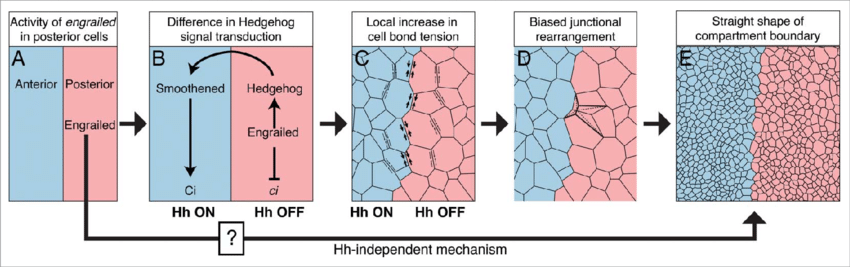 Activity of engrailed
in posterior cells
Difference in Hedgehog
signal transduction
Local increase in
cell bond tension
Biased junctional
rearrangement
Straight shape of
compartment boundary
A
Anterior
Posterior
Engrailed
B
Smoothened
Hedgehog
Engrailed
Ci
ci
Hh ON
Hh OFF
C
Hh ON
Hh OFF
D
E
?
Hh-independent mechanism